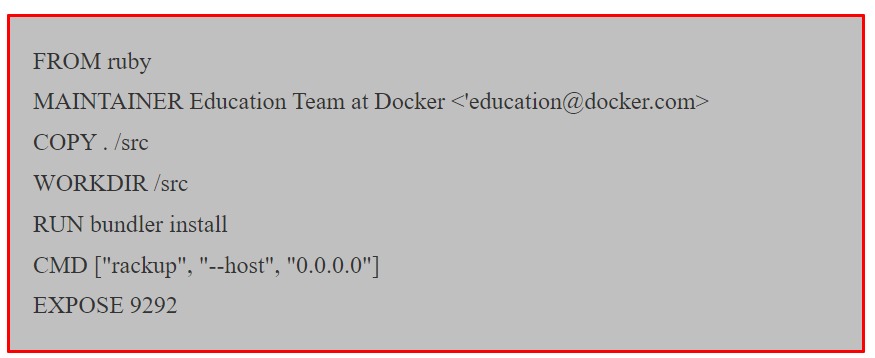 FROM ruby
MAINTAINER Education Team at Docker <'education@docker.com>
COPY . /src
WORKDIR /src
RUN bundler install
CMD ["rackup", "--host", "0.0.0.0"]
EXPOSE 9292